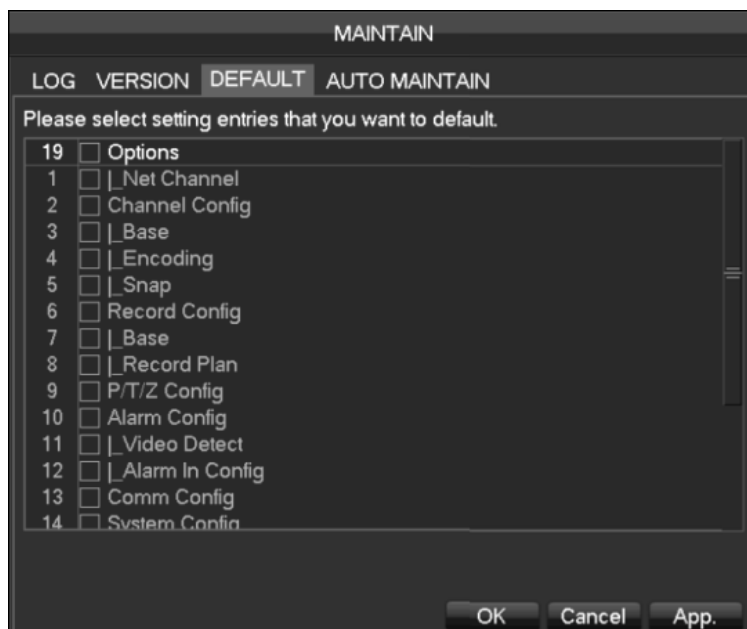 MAINTAIN
LOG VERSION DEFAULT AUTO MAINTAIN
Please select setting entries that you want to default.
19 Options
1 |_Net Channel
2 Channel Config
3 |_Base
4 |_Encoding
5 |_Snap
6 Record Config
7 |_Base
8 |_Record Plan
9 P/T/Z Config
10 Alarm Config
11 |_Video Detect
12 |_Alarm In Config
13 Comm Config
14 System Config
OK Cancel App.